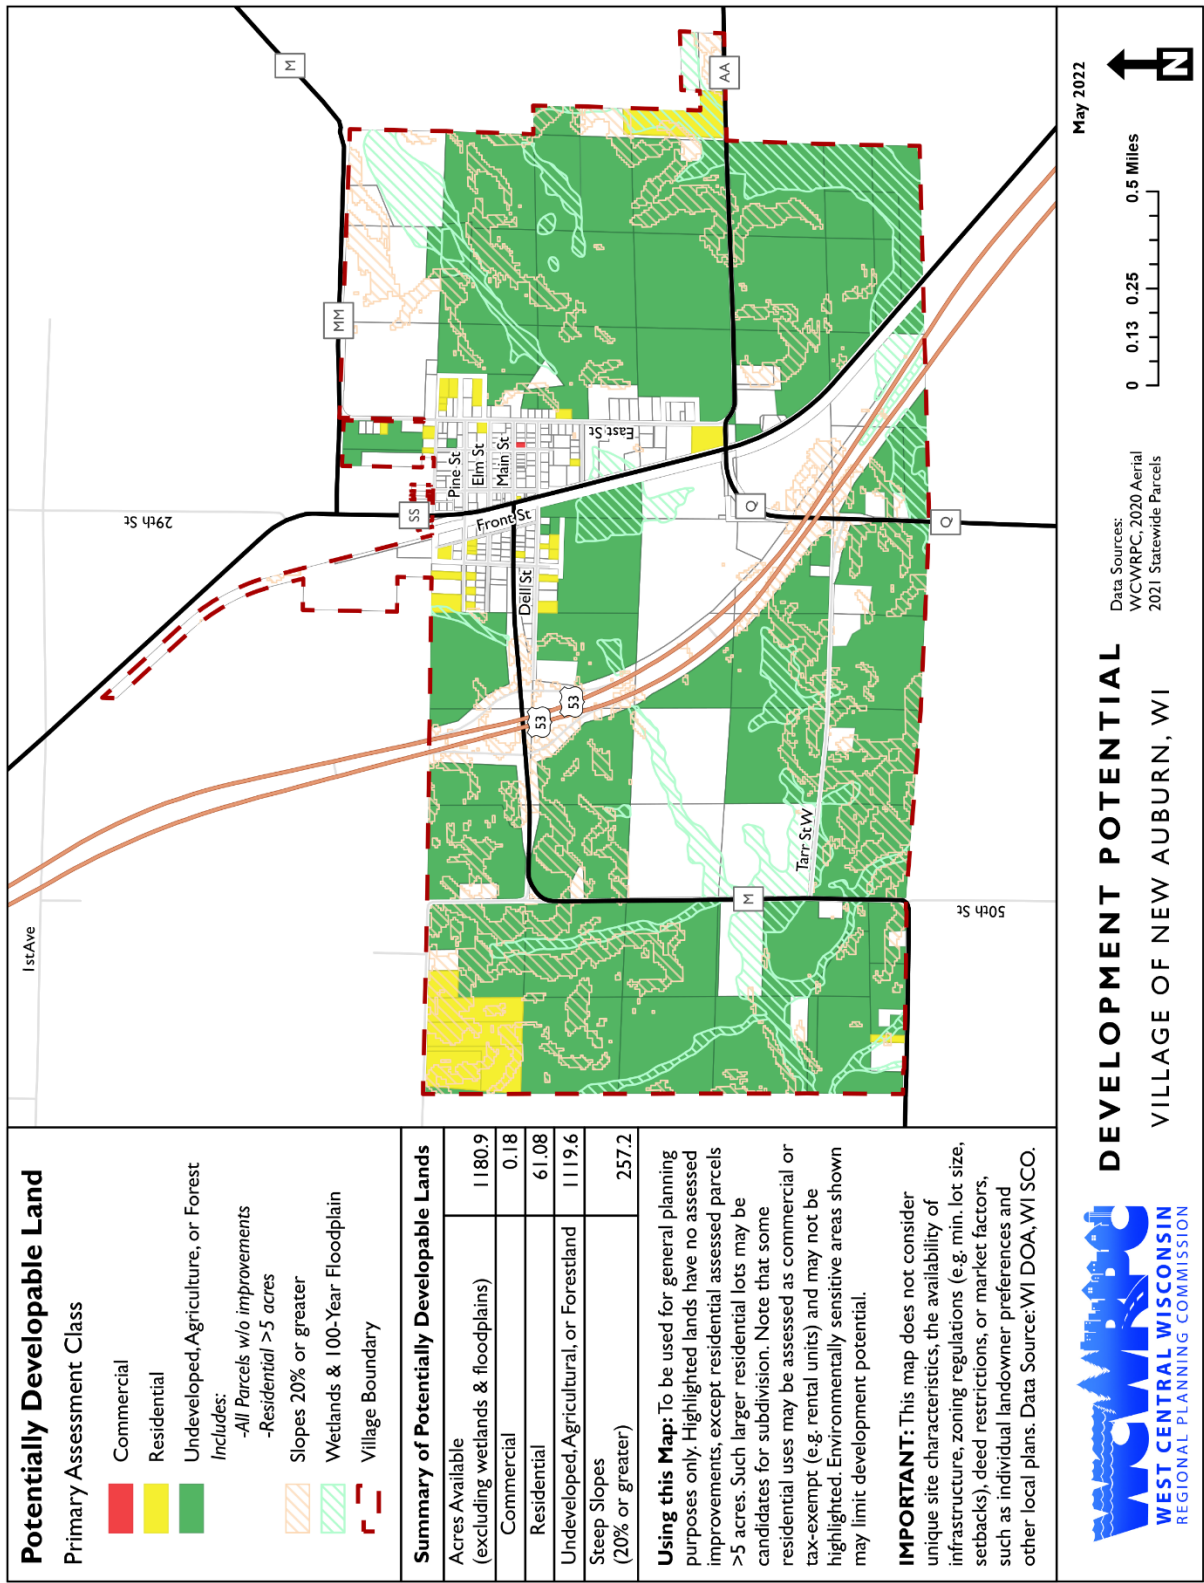 Potentially Developable Land
Primary Assessment Class
Commercial
Residential
Undeveloped, Agriculture, or Forest
Includes:
-All Parcels w/o improvements
-Residential >5 acres
Slopes 20% or greater
Wetlands & 100-Year Floodplain
Village Boundary
Summary of Potentially Developable Lands
Acres Available
(excluding wetlands & floodplains) 1180.9
Commercial 0.18
Residential 61.08
Undeveloped, Agricultural, or Forestland 1119.6
Steep Slopes
(20% or greater) 257.2
Using this Map: To be used for general planning
purposes only. Highlighted lands have no assessed
improvements, except residential assessed parcels
>5 acres. Such larger residential lots may be
candidates for subdivision. Note that some
residential uses may be assessed as commercial or
tax-exempt (e.g. rental units) and may not be
highlighted. Environmentally sensitive areas shown
may limit development potential.
IMPORTANT: This map does not consider
unique site characteristics, the availability of
infrastructure, zoning regulations (e.g. min. lot size,
setbacks), deed restrictions, or market factors,
such as individual landowner preferences and
other local plans. Data Source: WI DOA, WI SCO.
1st Ave
29th St
M
MM
SS
Pine St
Elm St
Main St
Front St
East St
Dell St
53
53
AA
Q
Q
M
Tarr St W
50th St
WCWRPC
WEST CENTRAL WISCONSIN
REGIONAL PLANNING COMMISSION
DEVELOPMENT POTENTIAL
VILLAGE OF NEW AUBURN, WI
Data Sources:
WCWRPC, 2020 Aerial
2021 Statewide Parcels
0 0.13 0.25 0.5 Miles
May 2022
N